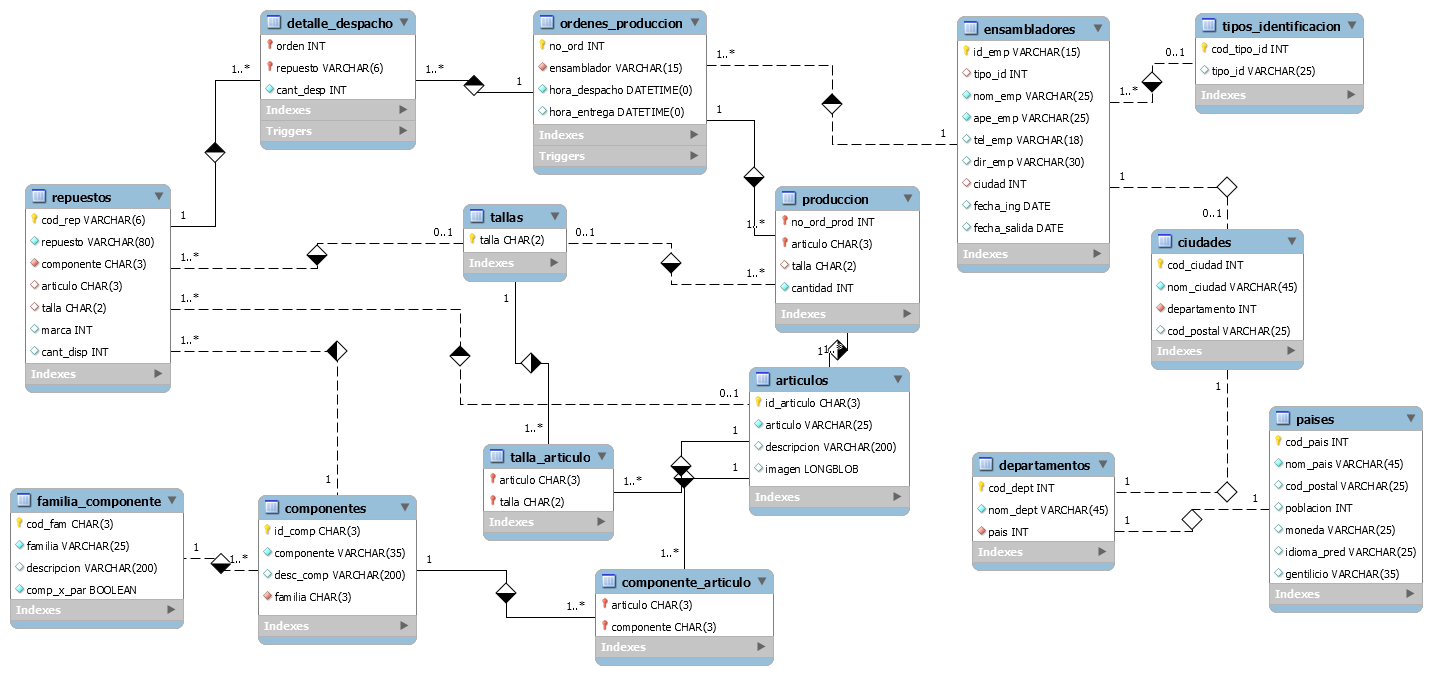 detalle_despacho
orden INT
repuesto VARCHAR(6)
cant_desp INT
Indexes
Triggers
ordenes_produccion
no_ord INT
ensamblador VARCHAR(15)
hora_despacho DATETIME(0)
hora_entrega DATETIME(0)
Indexes
Triggers
ensambladores
id_emp VARCHAR(15)
tipo_id INT
nom_emp VARCHAR(25)
ape_emp VARCHAR(25)
tel_emp VARCHAR(18)
dir_emp VARCHAR(30)
ciudad INT
fecha_ing DATE
fecha_salida DATE
Indexes
tipos_identificacion
cod_tipo_id INT
tipo_id VARCHAR(25)
Indexes
1..*
1..*
1
1..*
1
1
0..1
1..*
1
0..1
repuestos
cod_rep VARCHAR(6)
repuesto VARCHAR(80)
componente CHAR(3)
articulo CHAR(3)
talla CHAR(2)
marca INT
cant_disp INT
Indexes
1
1..*
1..*
1..*
tallas
talla CHAR(2)
Indexes
0..1
0..1
1
produccion
no_ord_prod INT
articulo CHAR(3)
talla CHAR(2)
cantidad INT
Indexes
1..*
1..*
1
1..*
ciudades
cod_ciudad INT
nom_ciudad VARCHAR(45)
departamento INT
cod_postal VARCHAR(25)
Indexes
1
articulos
id_articulo CHAR(3)
articulo VARCHAR(25)
descripcion VARCHAR(200)
imagen LONGBLOB
Indexes
0..1
1
1
talla_articulo
articulo CHAR(3)
talla CHAR(2)
Indexes
1..*
1..*
departamentos
cod_dept INT
nom_dept VARCHAR(45)
pais INT
Indexes
1
1
1
paises
cod_pais INT
nom_pais VARCHAR(45)
cod_postal VARCHAR(25)
poblacion INT
moneda VARCHAR(25)
idioma_pred VARCHAR(25)
gentilicio VARCHAR(35)
Indexes
familia_componente
cod_fam CHAR(3)
familia VARCHAR(25)
descripcion VARCHAR(200)
comp_x_par BOOLEAN
Indexes
1
1..*
componentes
id_comp CHAR(3)
componente VARCHAR(35)
desc_comp VARCHAR(200)
familia CHAR(3)
Indexes
1
1
1..*
1..*
componente_articulo
articulo CHAR(3)
componente CHAR(3)
Indexes